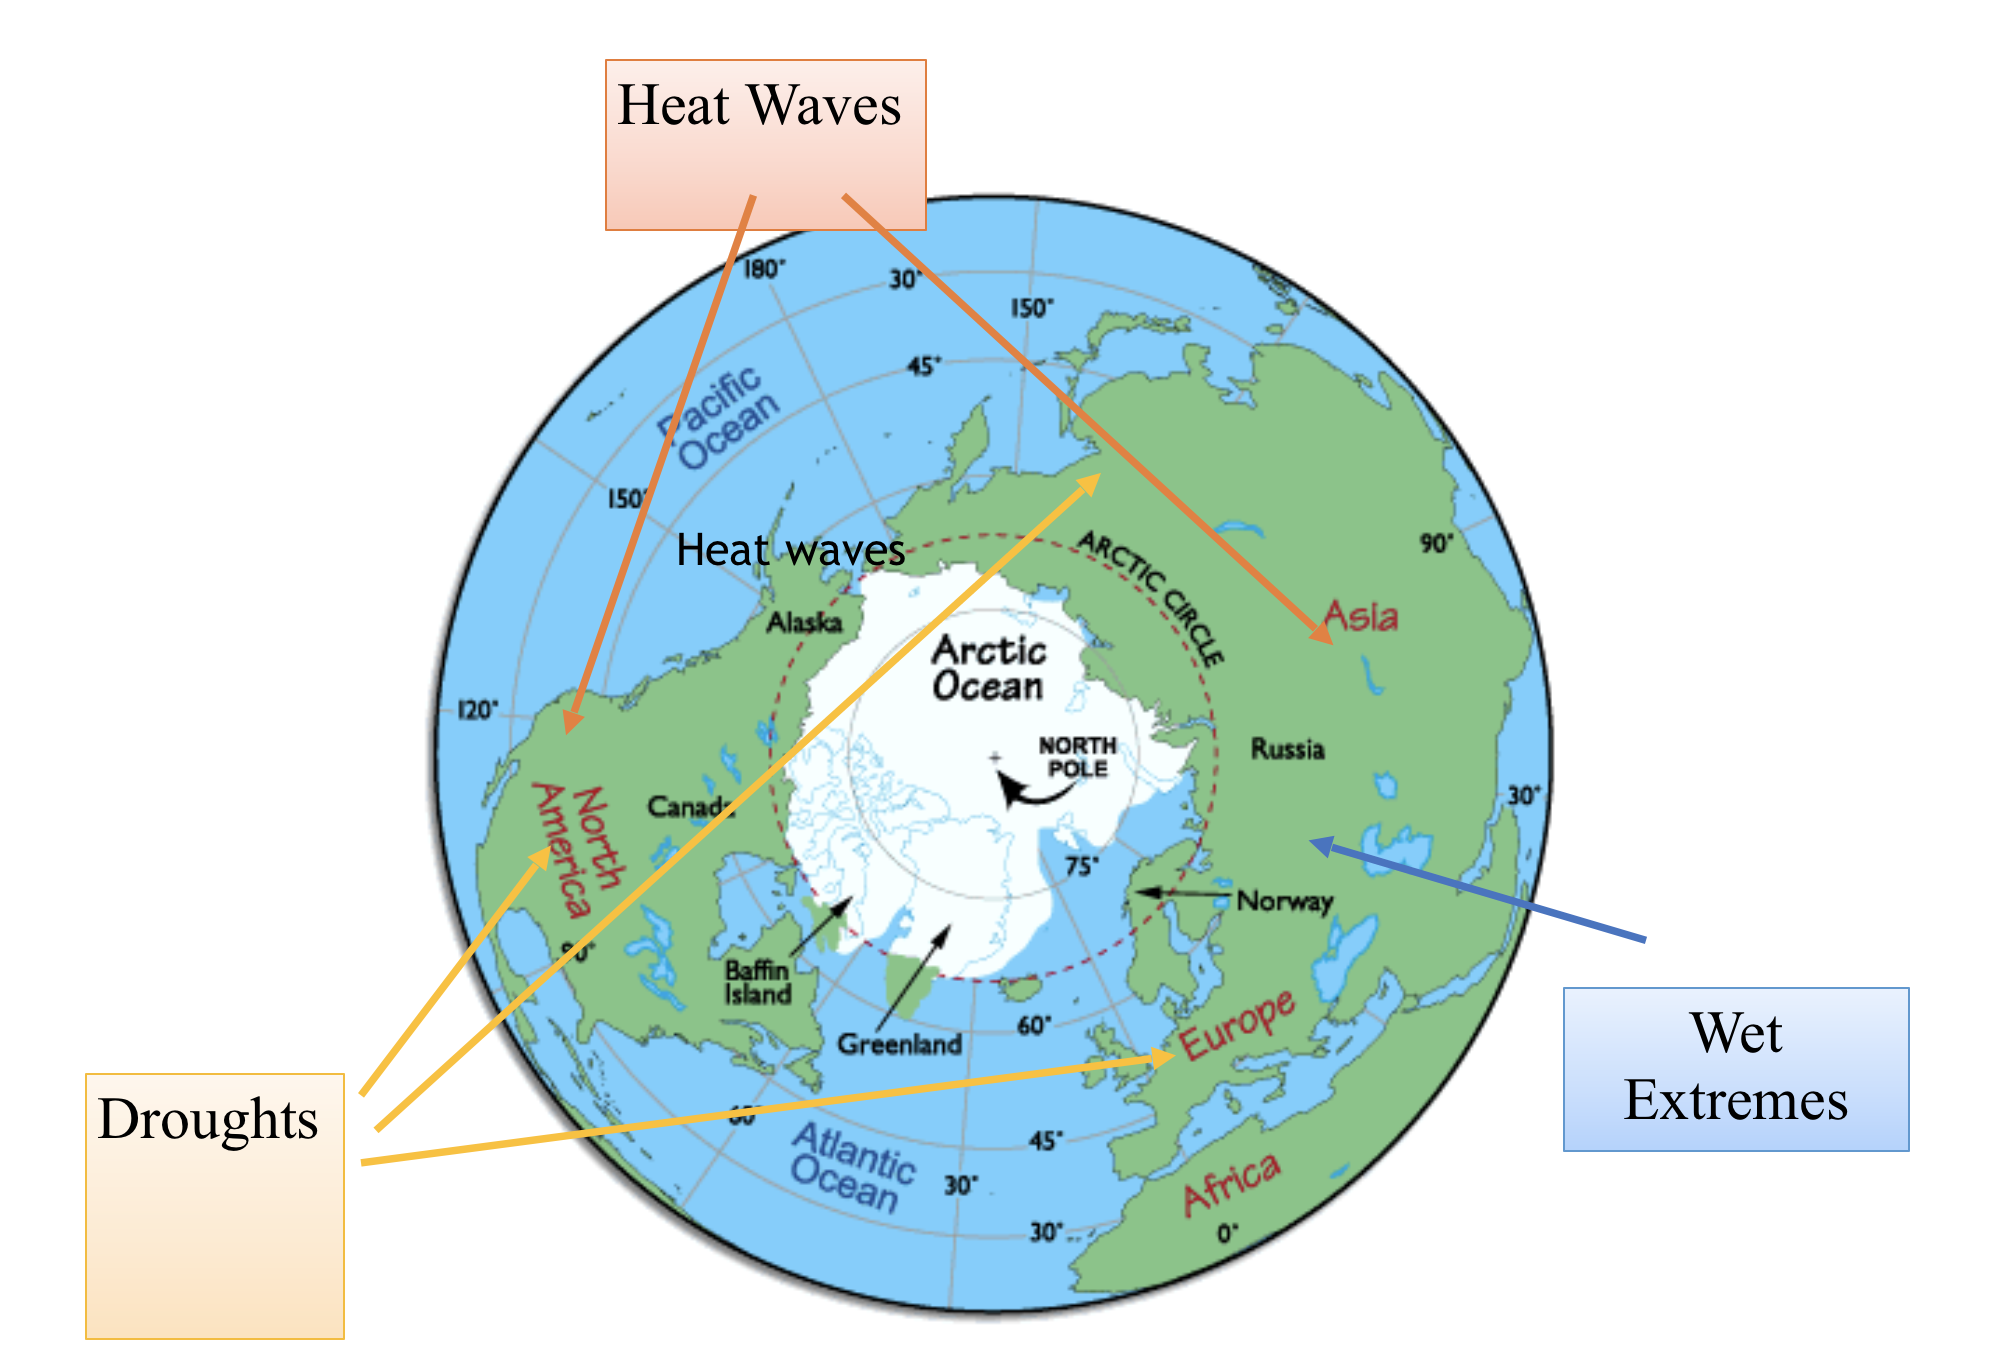 Heat Waves
180°
30°
150°
45°
Pacific
Ocean
150°
90°
Heat waves
ARCTIC CIRCLE
Alaska
Asia
Arctic
Ocean
120°
Russia
NORTH
POLE
North
America
Canada
30°
75°
Norway
90°
Baffin
Island
Europe
60°
Greenland
Wet
Extremes
Droughts
60°
45°
Atlantic
Ocean
30°
Africa
30°
0°